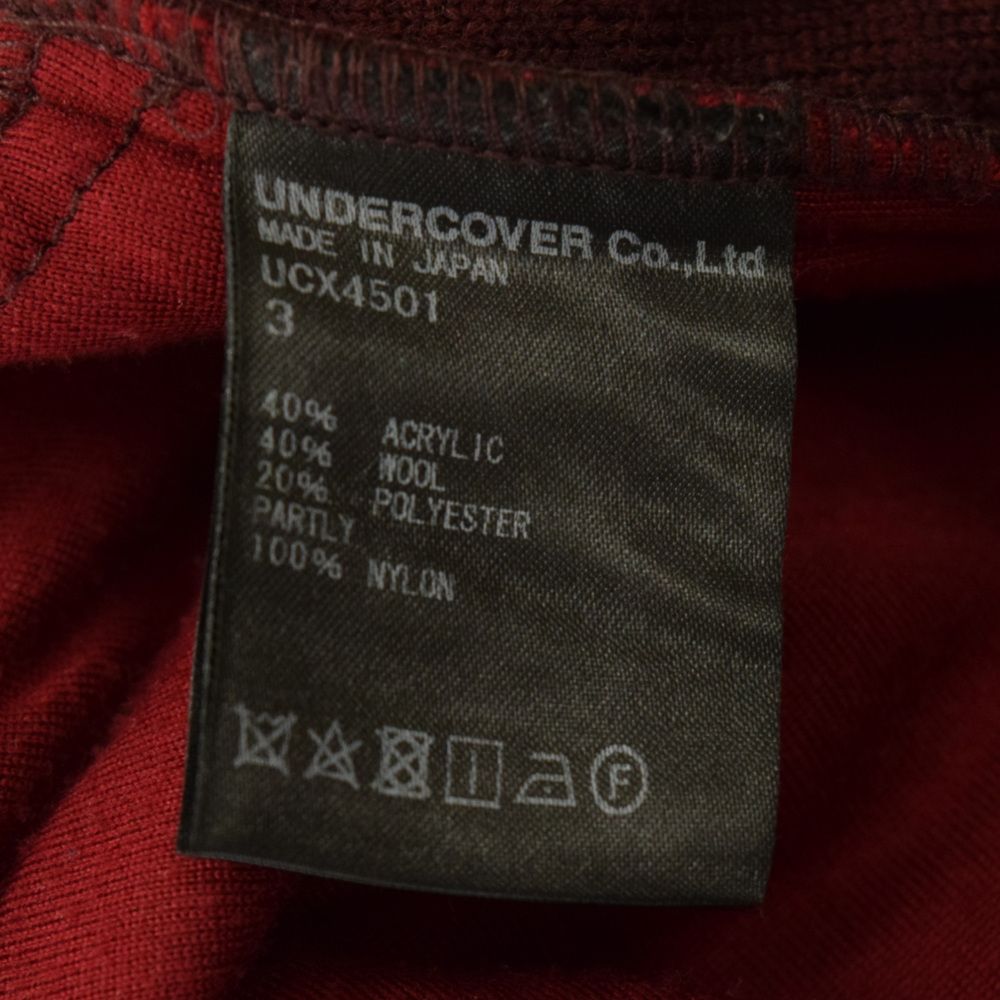 UNDERCOVER Co.,Ltd
MADE IN JAPAN
UCX4501
3
40% ACRYLIC
40% WOOL
20% POLYESTER
PARTLY
100% NYLON
F